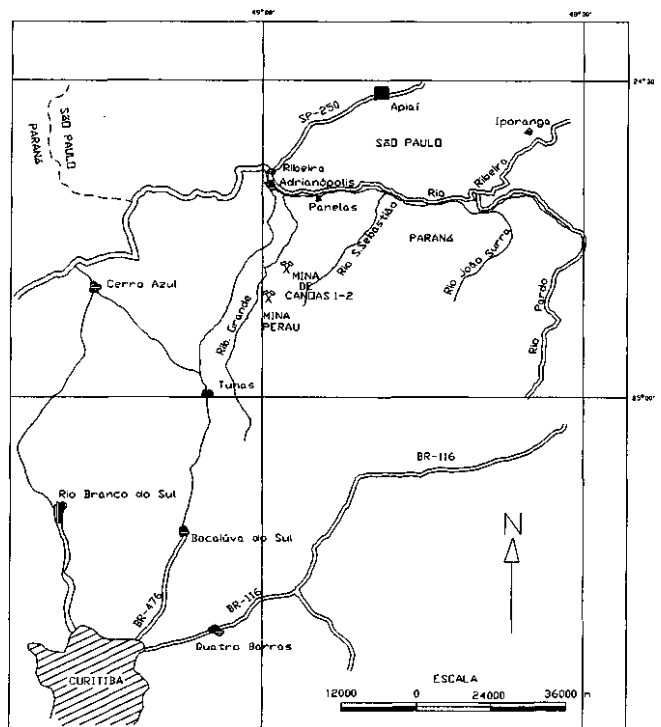 49°00'
48°30'
24°30'
SP-250
Apiaí
SÃO PAULO
PARANÁ
SÃO PAULO
Iporanga
Ribeira
Adrianópolis
Panelas
Rio
Ribeira
PARANÁ
Rio S.Sebastião
Rio João Surra
Rio
Pardo
Cerro Azul
MINA
DE
CANOAS 1-2
MINA
PERAU
Rib. Grande
Tunas
25°00'
BR-116
Rio Branco do Sul
Bocaiúva do Sul
N
BR-476
BR-116
Quatro Barras
CURITIBA
ESCALA
12000 0 24000 36000 m